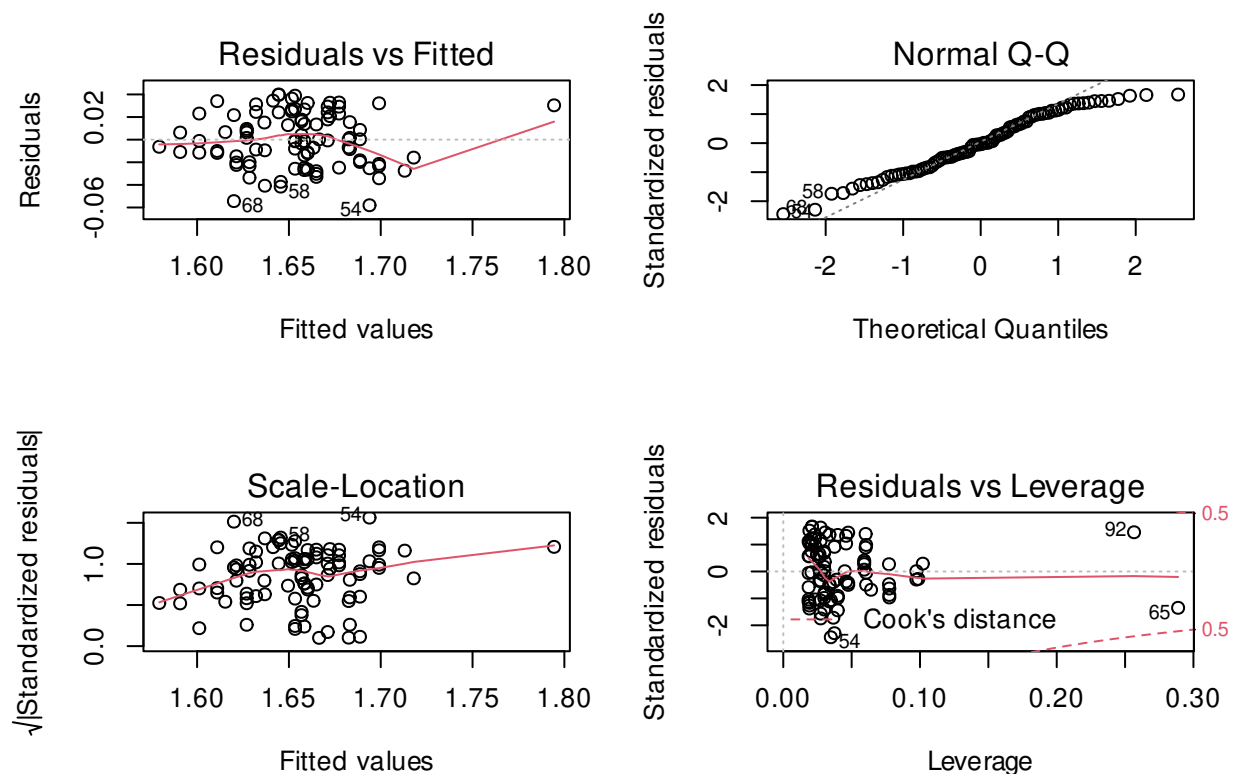 Residuals vs Fitted
Residuals
0.02
-0.06
58
68
54
1.60 1.65 1.70 1.75 1.80
Fitted values
Normal Q-Q
Standardized residuals
2
0
-2
58
68
54
-2 -1 0 1 2
Theoretical Quantiles
Scale-Location
√|Standardized residuals|
1.0
0.0
68
58
54
1.60 1.65 1.70 1.75 1.80
Fitted values
Residuals vs Leverage
Standardized residuals
2
0
-2
0.5
92
65
0.5
Cook's distance
54
0.00 0.10 0.20 0.30
Leverage